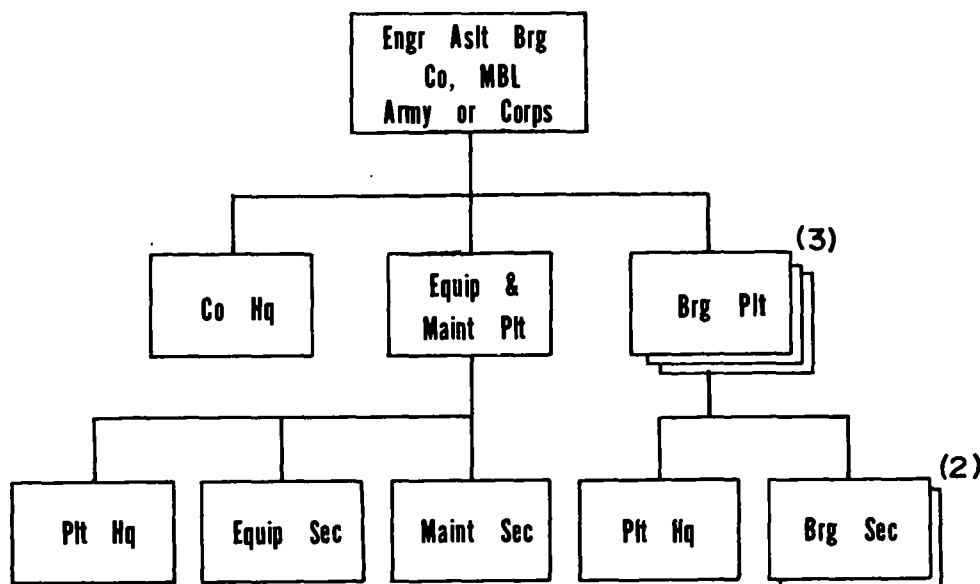 Engr Aslt Brg
Co, MBL
Army or Corps
(3)
Co Hq
Equip &
Maint Plt
Brg Plt
(2)
Plt Hq
Equip Sec
Maint Sec
Plt Hq
Brg Sec